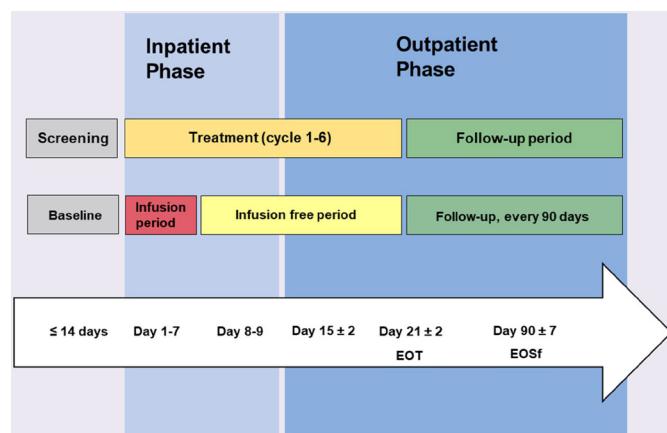 Inpatient
Phase
Outpatient
Phase
Screening
Treatment (cycle 1-6)
Follow-up period
Baseline
Infusion
period
Infusion free period
Follow-up, every 90 days
≤ 14 days
Day 1-7
Day 8-9
Day 15 ± 2
Day 21 ± 2
EOT
Day 90 ± 7
EOSf